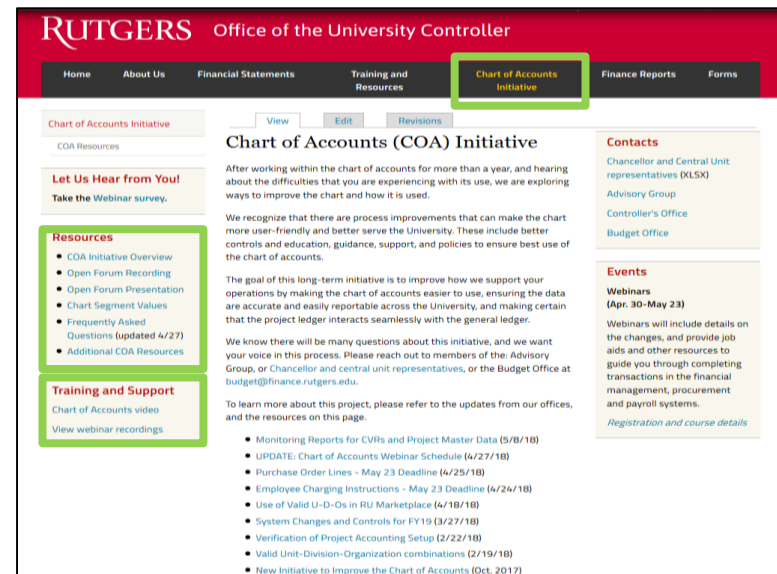 RUTGERS Office of the University Controller
Home
About Us
Financial Statements
Training and
Resources
Chart of Accounts
Initiative
Finance Reports
Forms
Chart of Accounts Initiative
COA Resources
Let Us Hear from You!
Take the Webinar survey.
Resources
• COA Initiative Overview
• Open Forum Recording
• Open Forum Presentation
• Chart Segment Values
• Frequently Asked
Questions (updated 4/27)
• Additional COA Resources
Training and Support
Chart of Accounts video
View webinar recordings
View
Edit
Revisions
Chart of Accounts (COA) Initiative
After working within the chart of accounts for more than a year, and hearing
about the difficulties that you are experiencing with its use, we are exploring
ways to improve the chart and how it is used.
We recognize that there are process improvements that can make the chart
more user-friendly and better serve the University. These include better
controls and education, guidance, support, and policies to ensure best use of
the chart of accounts.
The goal of this long-term initiative is to improve how we support your
operations by making the chart of accounts easier to use, ensuring the data
are accurate and easily reportable across the University, and making certain
that the project ledger interacts seamlessly with the general ledger.
We know there will be many questions about this initiative, and we want
your voice in this process. Please reach out to members of the: Advisory
Group, or Chancellor and central unit representatives, or the Budget Office at
budget@finance.rutgers.edu.
To learn more about this project, please refer to the updates from our offices,
and the resources on this page.
• Monitoring Reports for CVRs and Project Master Data (5/8/18)
• UPDATE: Chart of Accounts Webinar Schedule (4/27/18)
• Purchase Order Lines - May 23 Deadline (4/25/18)
• Employee Charging Instructions - May 23 Deadline (4/24/18)
• Use of Valid U-D-Os in RU Marketplace (4/18/18)
• System Changes and Controls for FY19 (3/27/18)
• Verification of Project Accounting Setup (2/22/18)
• Valid Unit-Division-Organization combinations (2/19/18)
• New Initiative to Improve the Chart of Accounts (Oct. 2017)
Contacts
Chancellor and Central Unit
representatives (XLSX)
Advisory Group
Controller's Office
Budget Office
Events
Webinars
(Apr. 30-May 23)
Webinars will include details on
the changes, and provide job
aids and other resources to
guide you through completing
transactions in the financial
management, procurement
and payroll systems.
Registration and course details